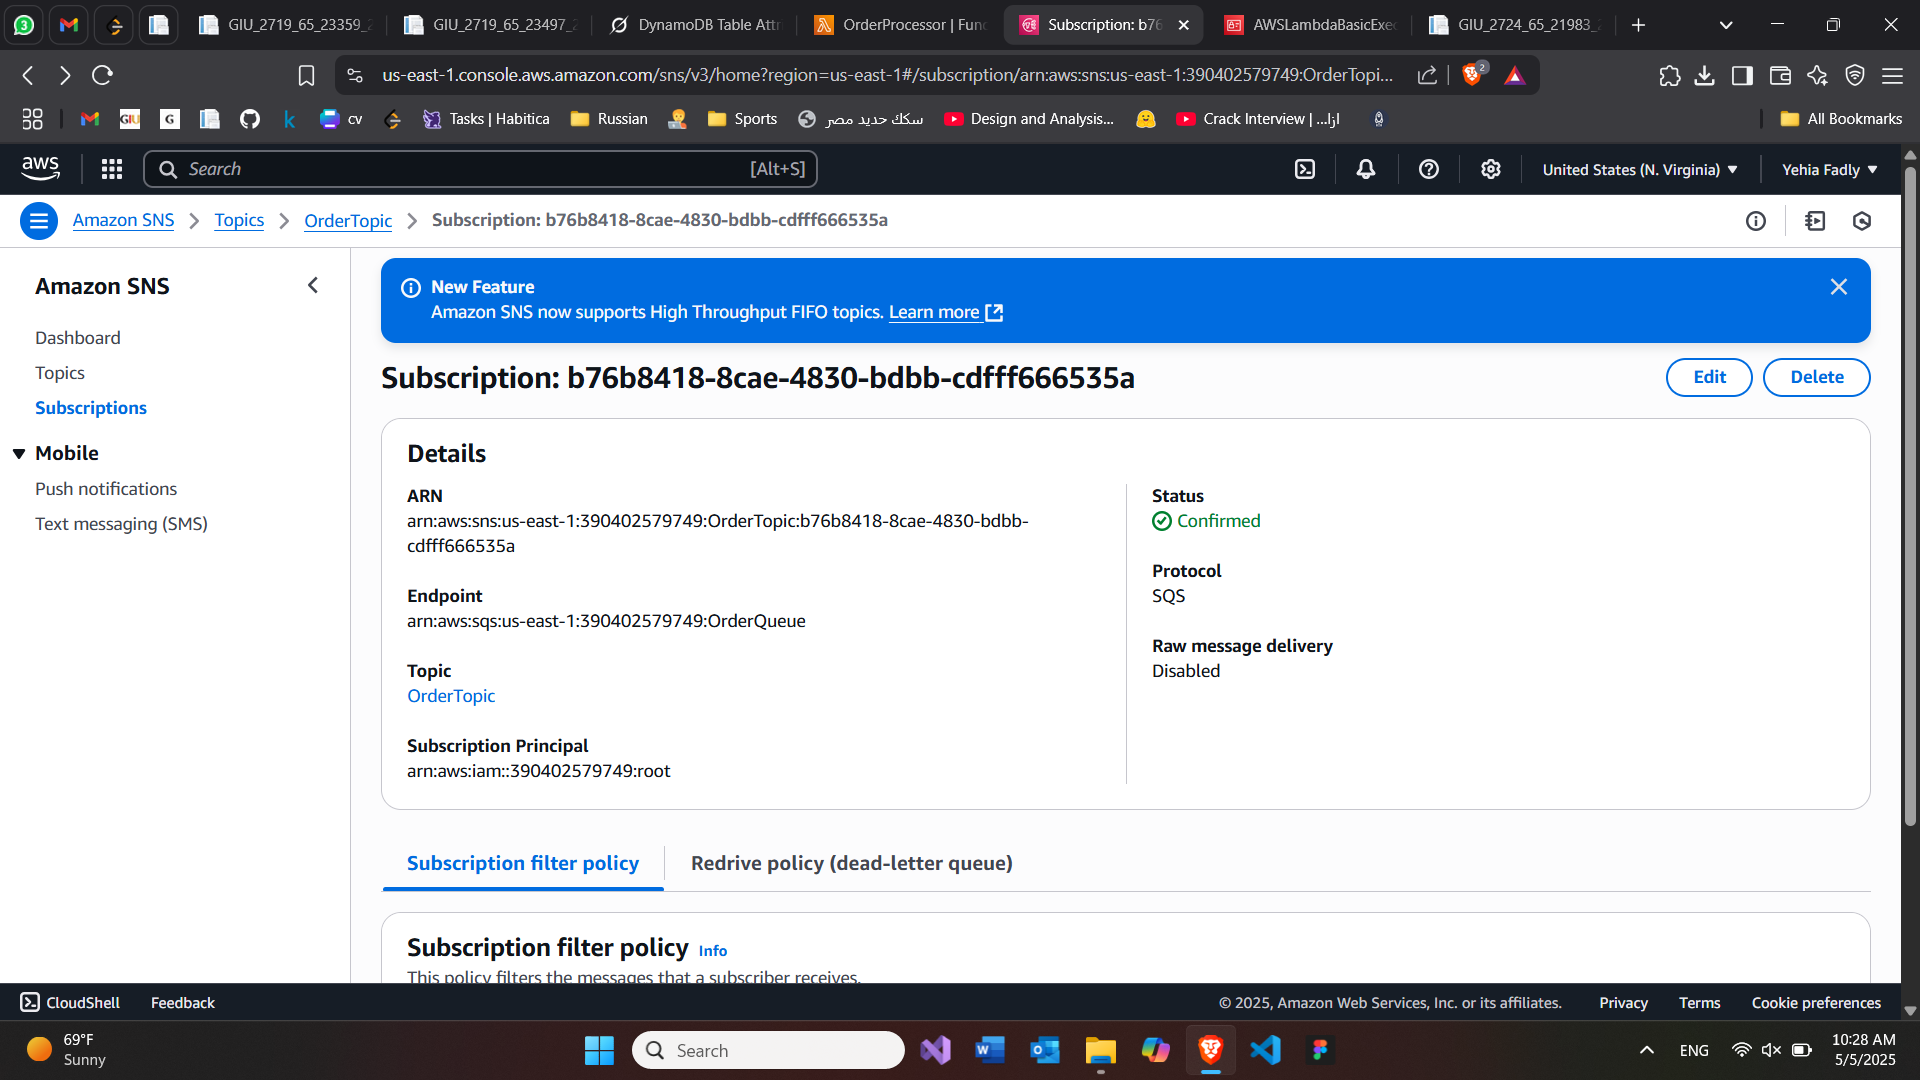 3
GIU_2719_65_23359_2
GIU_2719_65_23497_2
DynamoDB Table Attr
OrderProcessor | Func
Subscription: b76
AWSLambdaBasicExec
GIU_2724_65_21983_2
us-east-1.console.aws.amazon.com/sns/v3/home?region=us-east-1#/subscription/arn:aws:sns:us-east-1:390402579749:OrderTopi...
2
GIU
G
k
cv
Tasks | Habitica
Russian
Sports
سكك حديد مصر
Design and Analysis...
Crack Interview | ...ازا
All Bookmarks
aws
Search
[Alt+S]
United States (N. Virginia)
Yehia Fadly
Amazon SNS
Topics
OrderTopic
Subscription: b76b8418-8cae-4830-bdbb-cdfff666535a
Amazon SNS
Dashboard
Topics
Subscriptions
Mobile
Push notifications
Text messaging (SMS)
New Feature
Amazon SNS now supports High Throughput FIFO topics. Learn more
Subscription: b76b8418-8cae-4830-bdbb-cdfff666535a
Edit
Delete
Details
ARN
arn:aws:sns:us-east-1:390402579749:OrderTopic:b76b8418-8cae-4830-bdbb-
cdfff666535a
Endpoint
arn:aws:sqs:us-east-1:390402579749:OrderQueue
Topic
OrderTopic
Subscription Principal
arn:aws:iam::390402579749:root
Status
Confirmed
Protocol
SQS
Raw message delivery
Disabled
Subscription filter policy
Redrive policy (dead-letter queue)
Subscription filter policy Info
This policy filters the messages that a subscriber receives.
CloudShell
Feedback
© 2025, Amazon Web Services, Inc. or its affiliates.
Privacy
Terms
Cookie preferences
69°F
Sunny
Search
ENG
10:28 AM
5/5/2025